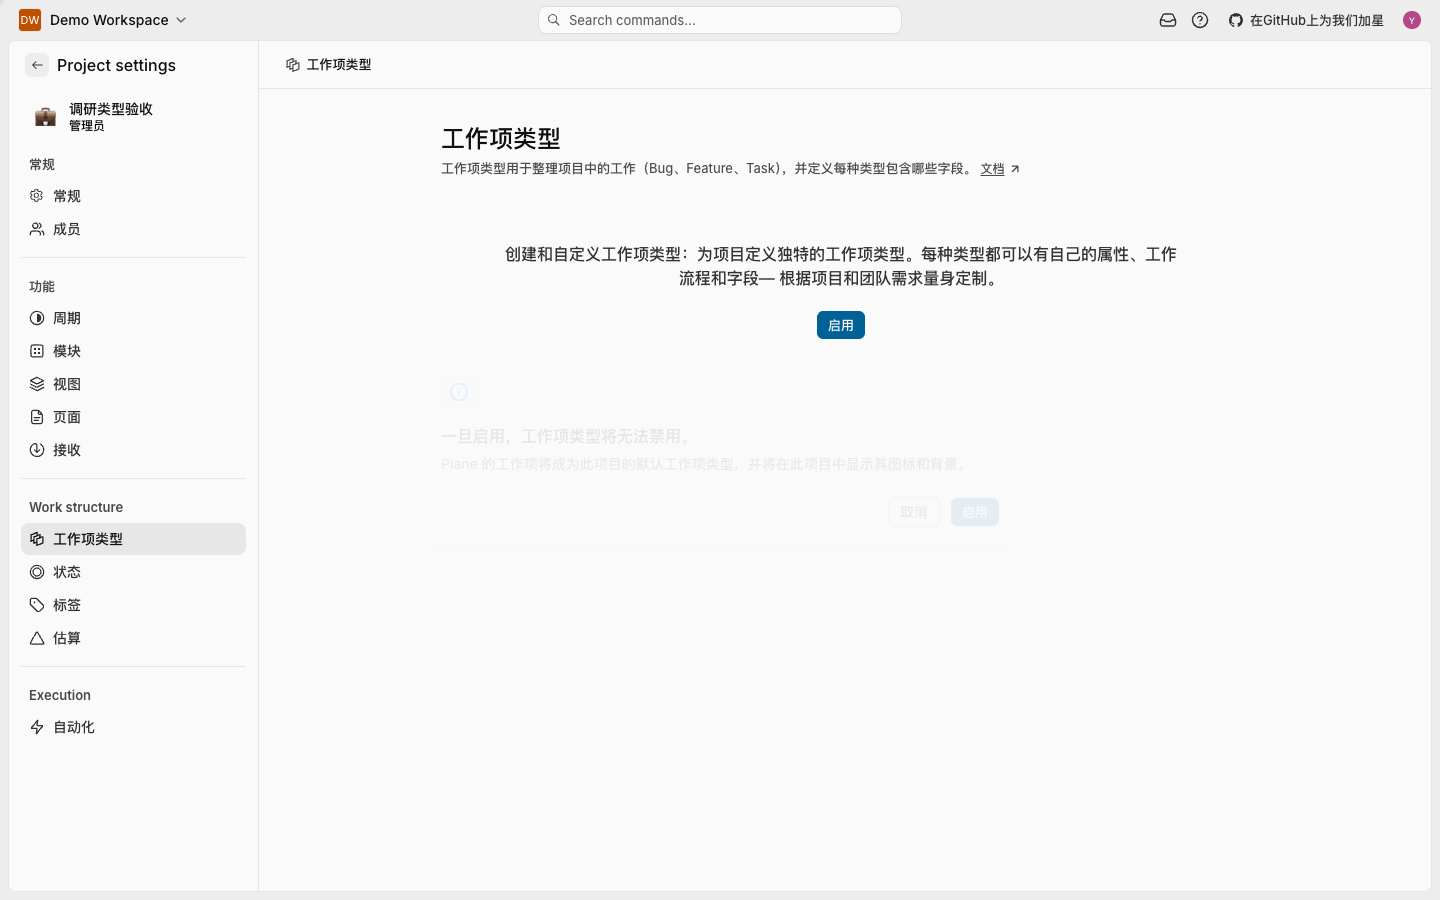 DW Demo Workspace
Search commands...
在GitHub上为我们加星
Y
Project settings
调研类型验收
管理员
常规
常规
成员
功能
周期
模块
视图
页面
接收
Work structure
工作项类型
状态
标签
估算
Execution
自动化
工作项类型
工作项类型
工作项类型用于整理项目中的工作（Bug、Feature、Task），并定义每种类型包含哪些字段。 文档
创建和自定义工作项类型：为项目定义独特的工作项类型。每种类型都可以有自己的属性、工作
流程和字段— 根据项目和团队需求量身定制。
启用
一旦启用，工作项类型将无法禁用。
Plane 的工作项将成为此项目的默认工作项类型，并将在此项目中显示其图标和背景。
取消
启用